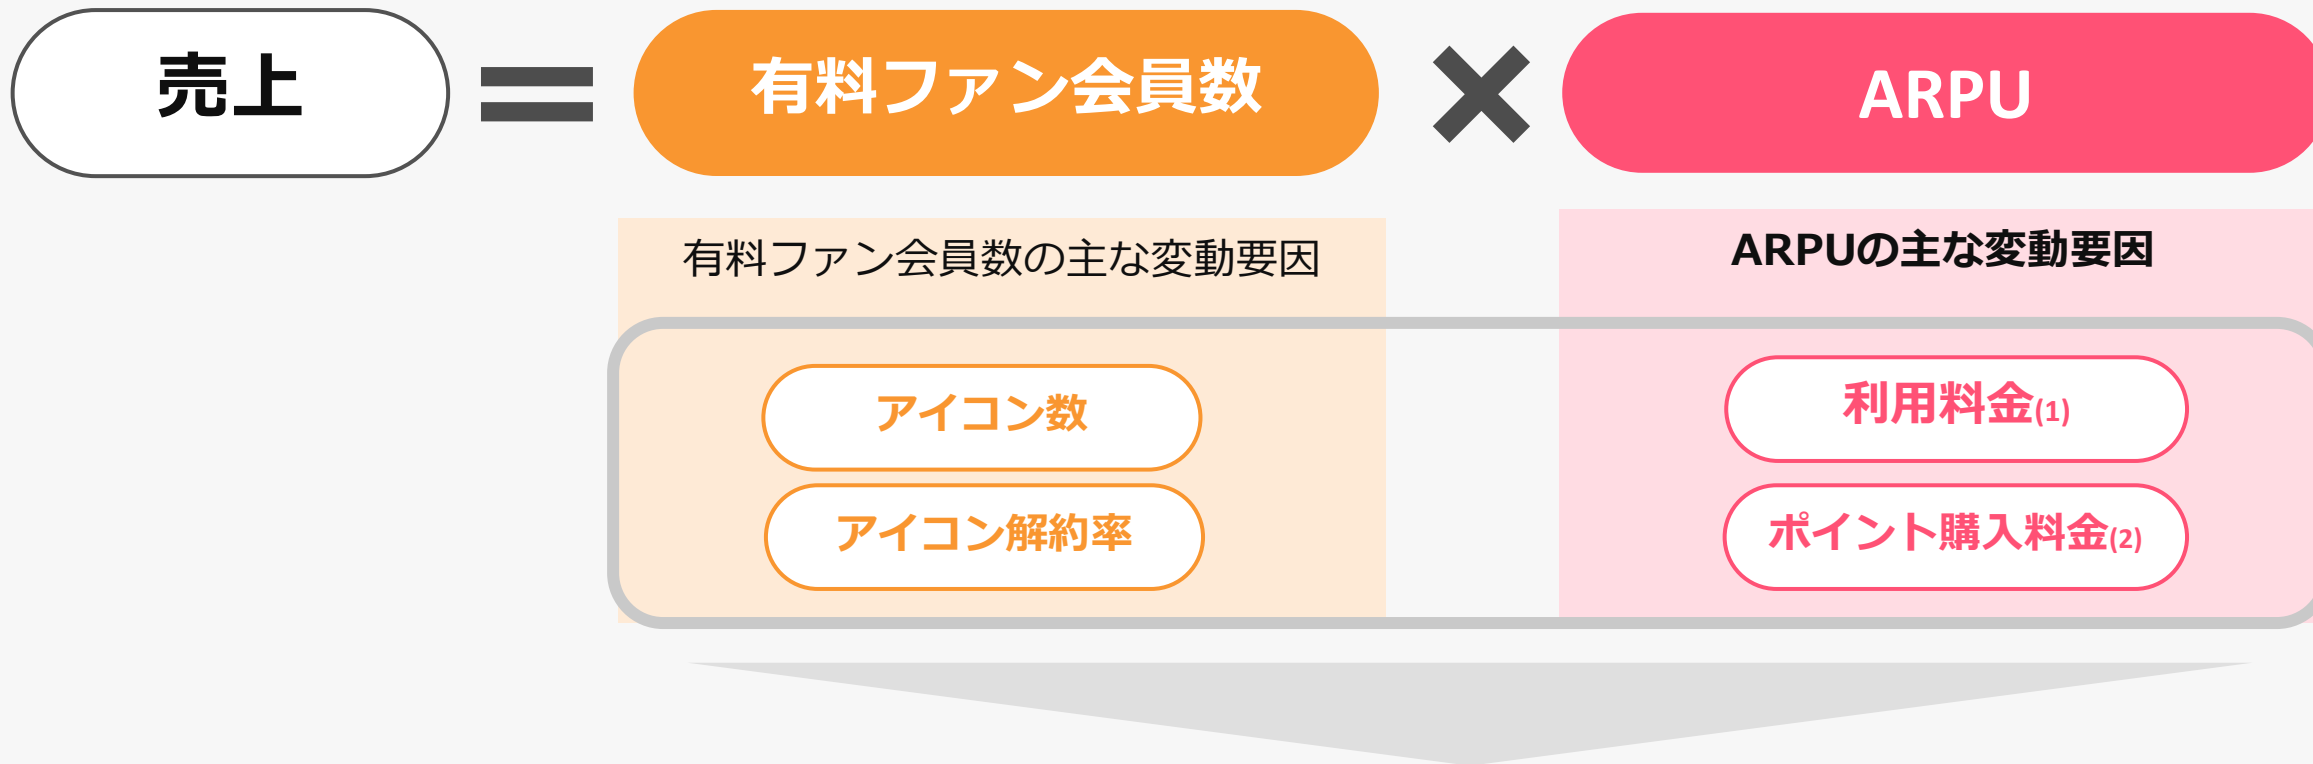 売上
有料ファン会員数
ARPU
有料ファン会員数の主な変動要因
ARPUの主な変動要因
アイコン数
アイコン解約率
利用料金(1)
ポイント購入料金(2)